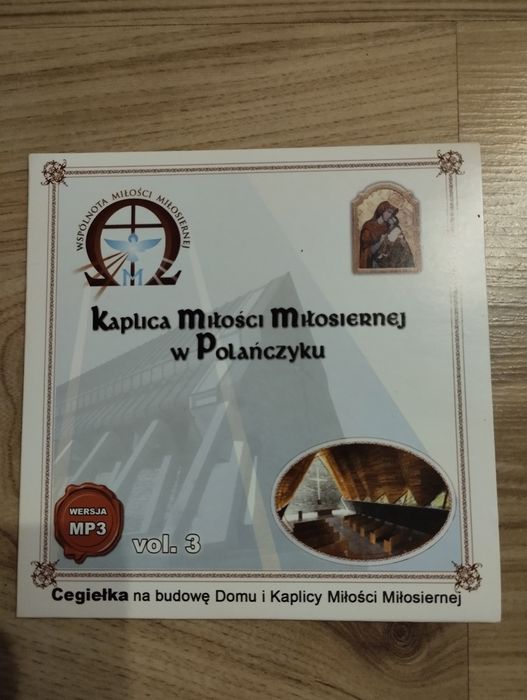 WSPÓLNOTA MIŁOŚCI MIŁOSIERNEJ
M
Kaplica Miłości Miłosiernej
w Polańczyku
WERSJA
MP3
vol. 3
Cegiełka na budowę Domu i Kaplicy Miłości Miłosiernej